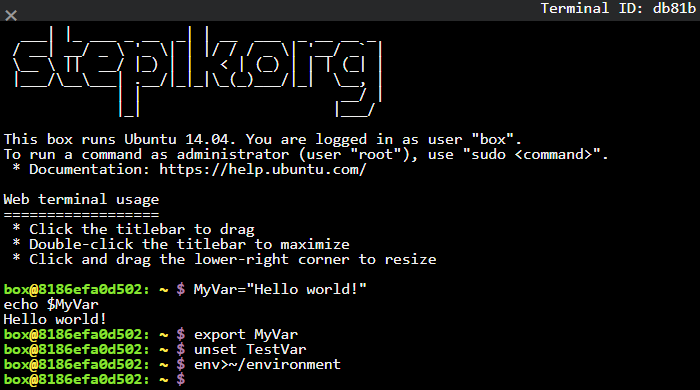 Terminal ID: db81b
stepik.org
This box runs Ubuntu 14.04. You are logged in as user "box".
To run a command as administrator (user "root"), use "sudo <command>".
* Documentation: https://help.ubuntu.com/
Web terminal usage
==================
* Click the titlebar to drag
* Double-click the titlebar to maximize
* Click and drag the lower-right corner to resize
box@8186efa0d502: ~ $ MyVar="Hello world!"
echo $MyVar
Hello world!
box@8186efa0d502: ~ $ export MyVar
box@8186efa0d502: ~ $ unset TestVar
box@8186efa0d502: ~ $ env>~/environment
box@8186efa0d502: ~ $